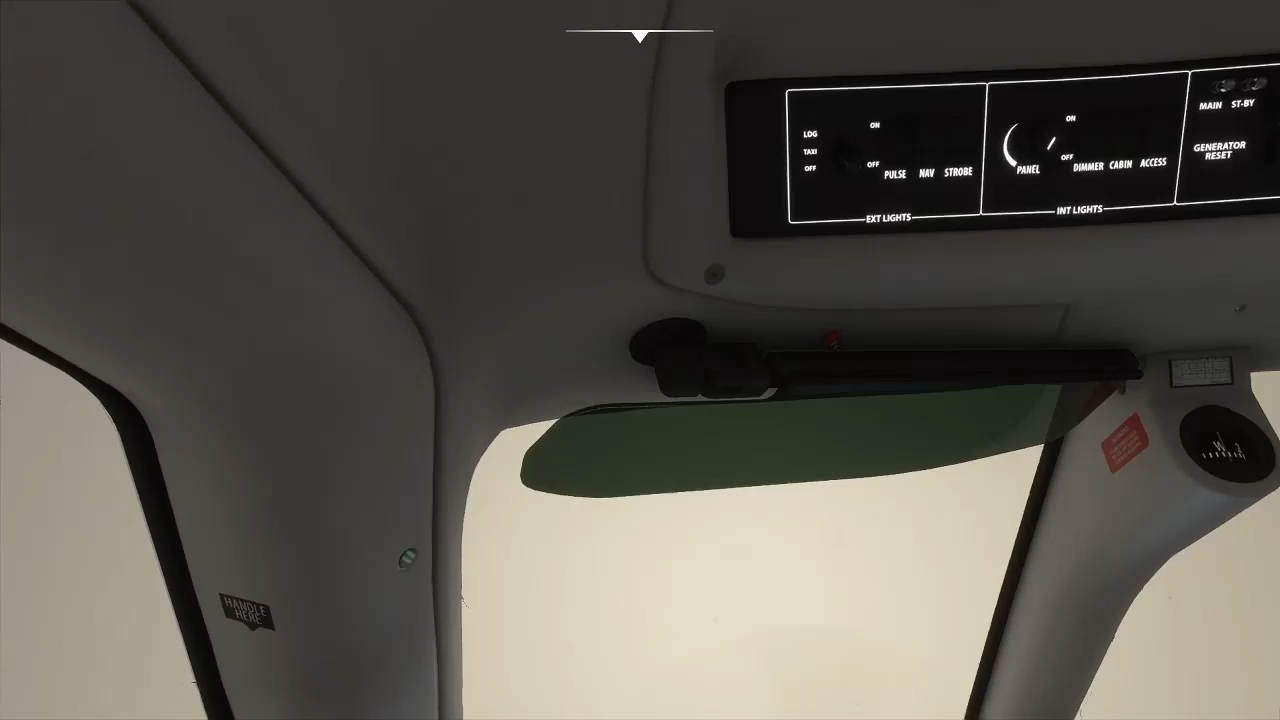 LDG
TAXI
OFF
ON
OFF
PULSE
NAV
STROBE
EXT LIGHTS
ON
OFF
PANEL
DIMMER
CABIN
ACCESS
INT LIGHTS
MAIN
ST-BY
GENERATOR
RESET
W
HANDLE
HERE